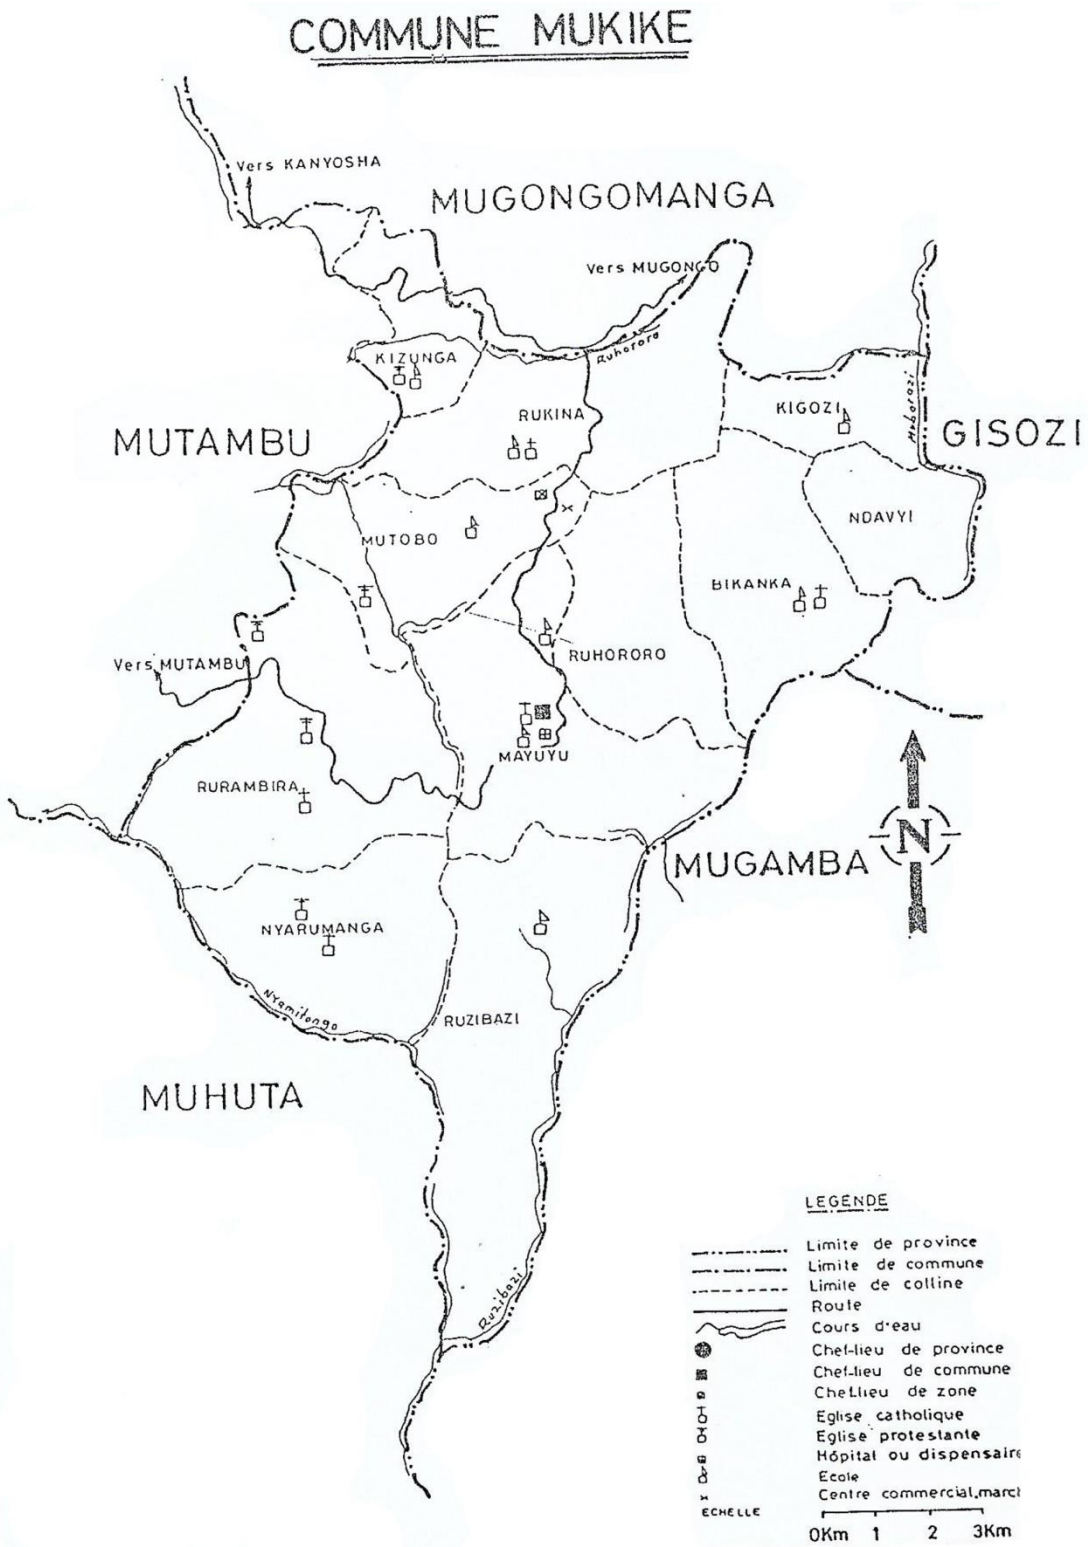 COMMUNE MUKIKE
Vers KANYOSHA
MUGONGOMANGA
Vers MUGONGO
Ruhororo
KIZUNGA
RUKINA
KIGOZI
MUTAMBU
GISOZI
MUTOBO
NDAVYI
BIKANKA
RUHORORO
Vers MUTAMBU
MAYUYU
RURAMBIRA
N
MUGAMBA
NYARUMANGA
Nyamitongo
RUZIBAZI
MUHUTA
Ruzibazi
LEGENDE
Limite de province
Limite de commune
Limite de colline
Route
Cours d'eau
Chef-lieu de province
Chef-lieu de commune
Chef-lieu de zone
Eglise catholique
Eglise protestante
Hôpital ou dispensaire
Ecole
Centre commercial, march
ECHELLE
0Km 1 2 3Km